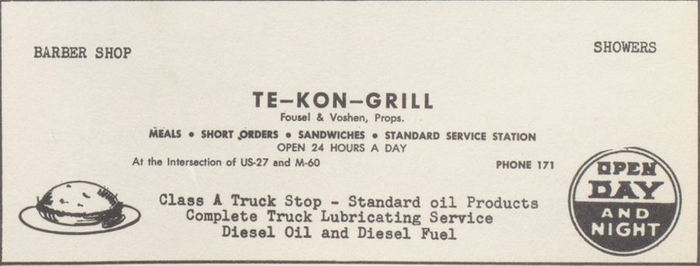 BARBER SHOP
SHOWERS
TE-KON-GRILL
Fousel & Voshen, Props.
MEALS • SHORT ORDERS • SANDWICHES • STANDARD SERVICE STATION
OPEN 24 HOURS A DAY
At the Intersection of US-27 and M-60
PHONE 171
Class A Truck Stop - Standard oil Products
Complete Truck Lubricating Service
Diesel Oil and Diesel Fuel
OPEN
DAY
AND
NIGHT